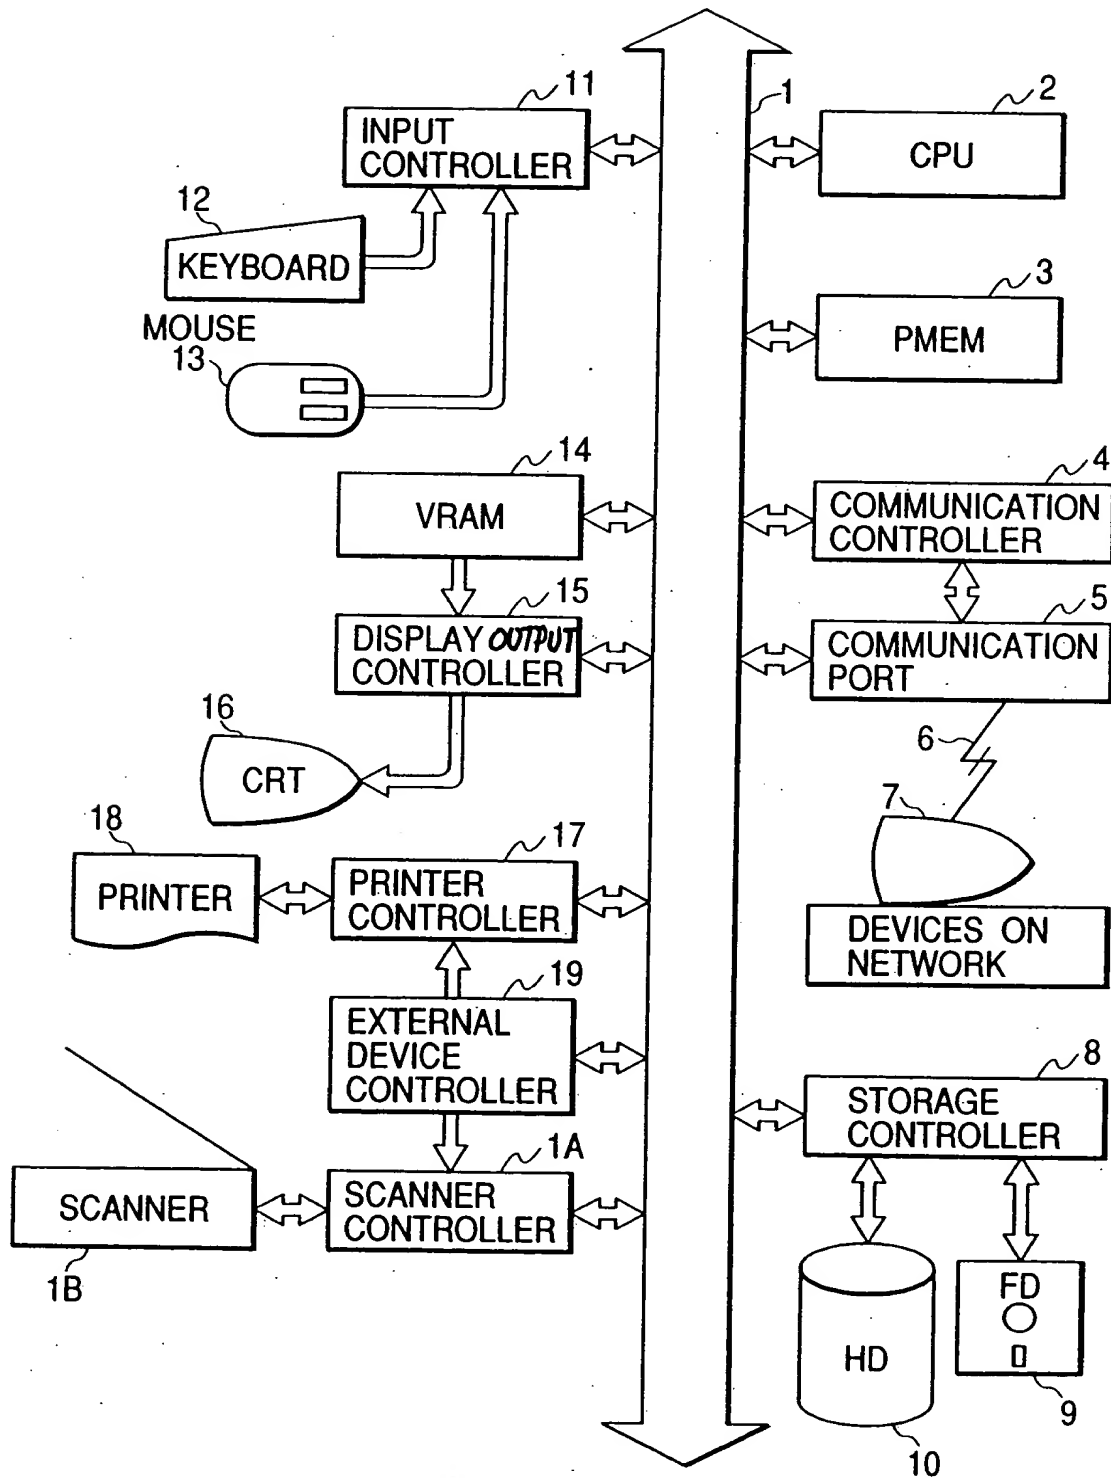 11
INPUT
CONTROLLER
1
2
CPU
12
KEYBOARD
3
PMEM
MOUSE
13
14
VRAM
4
COMMUNICATION
CONTROLLER
15
DISPLAY OUTPUT
CONTROLLER
5
COMMUNICATION
PORT
16
CRT
6
7
18
PRINTER
17
PRINTER
CONTROLLER
DEVICES ON
NETWORK
19
EXTERNAL
DEVICE
CONTROLLER
8
STORAGE
CONTROLLER
1A
SCANNER
CONTROLLER
SCANNER
1B
HD
10
FD
9